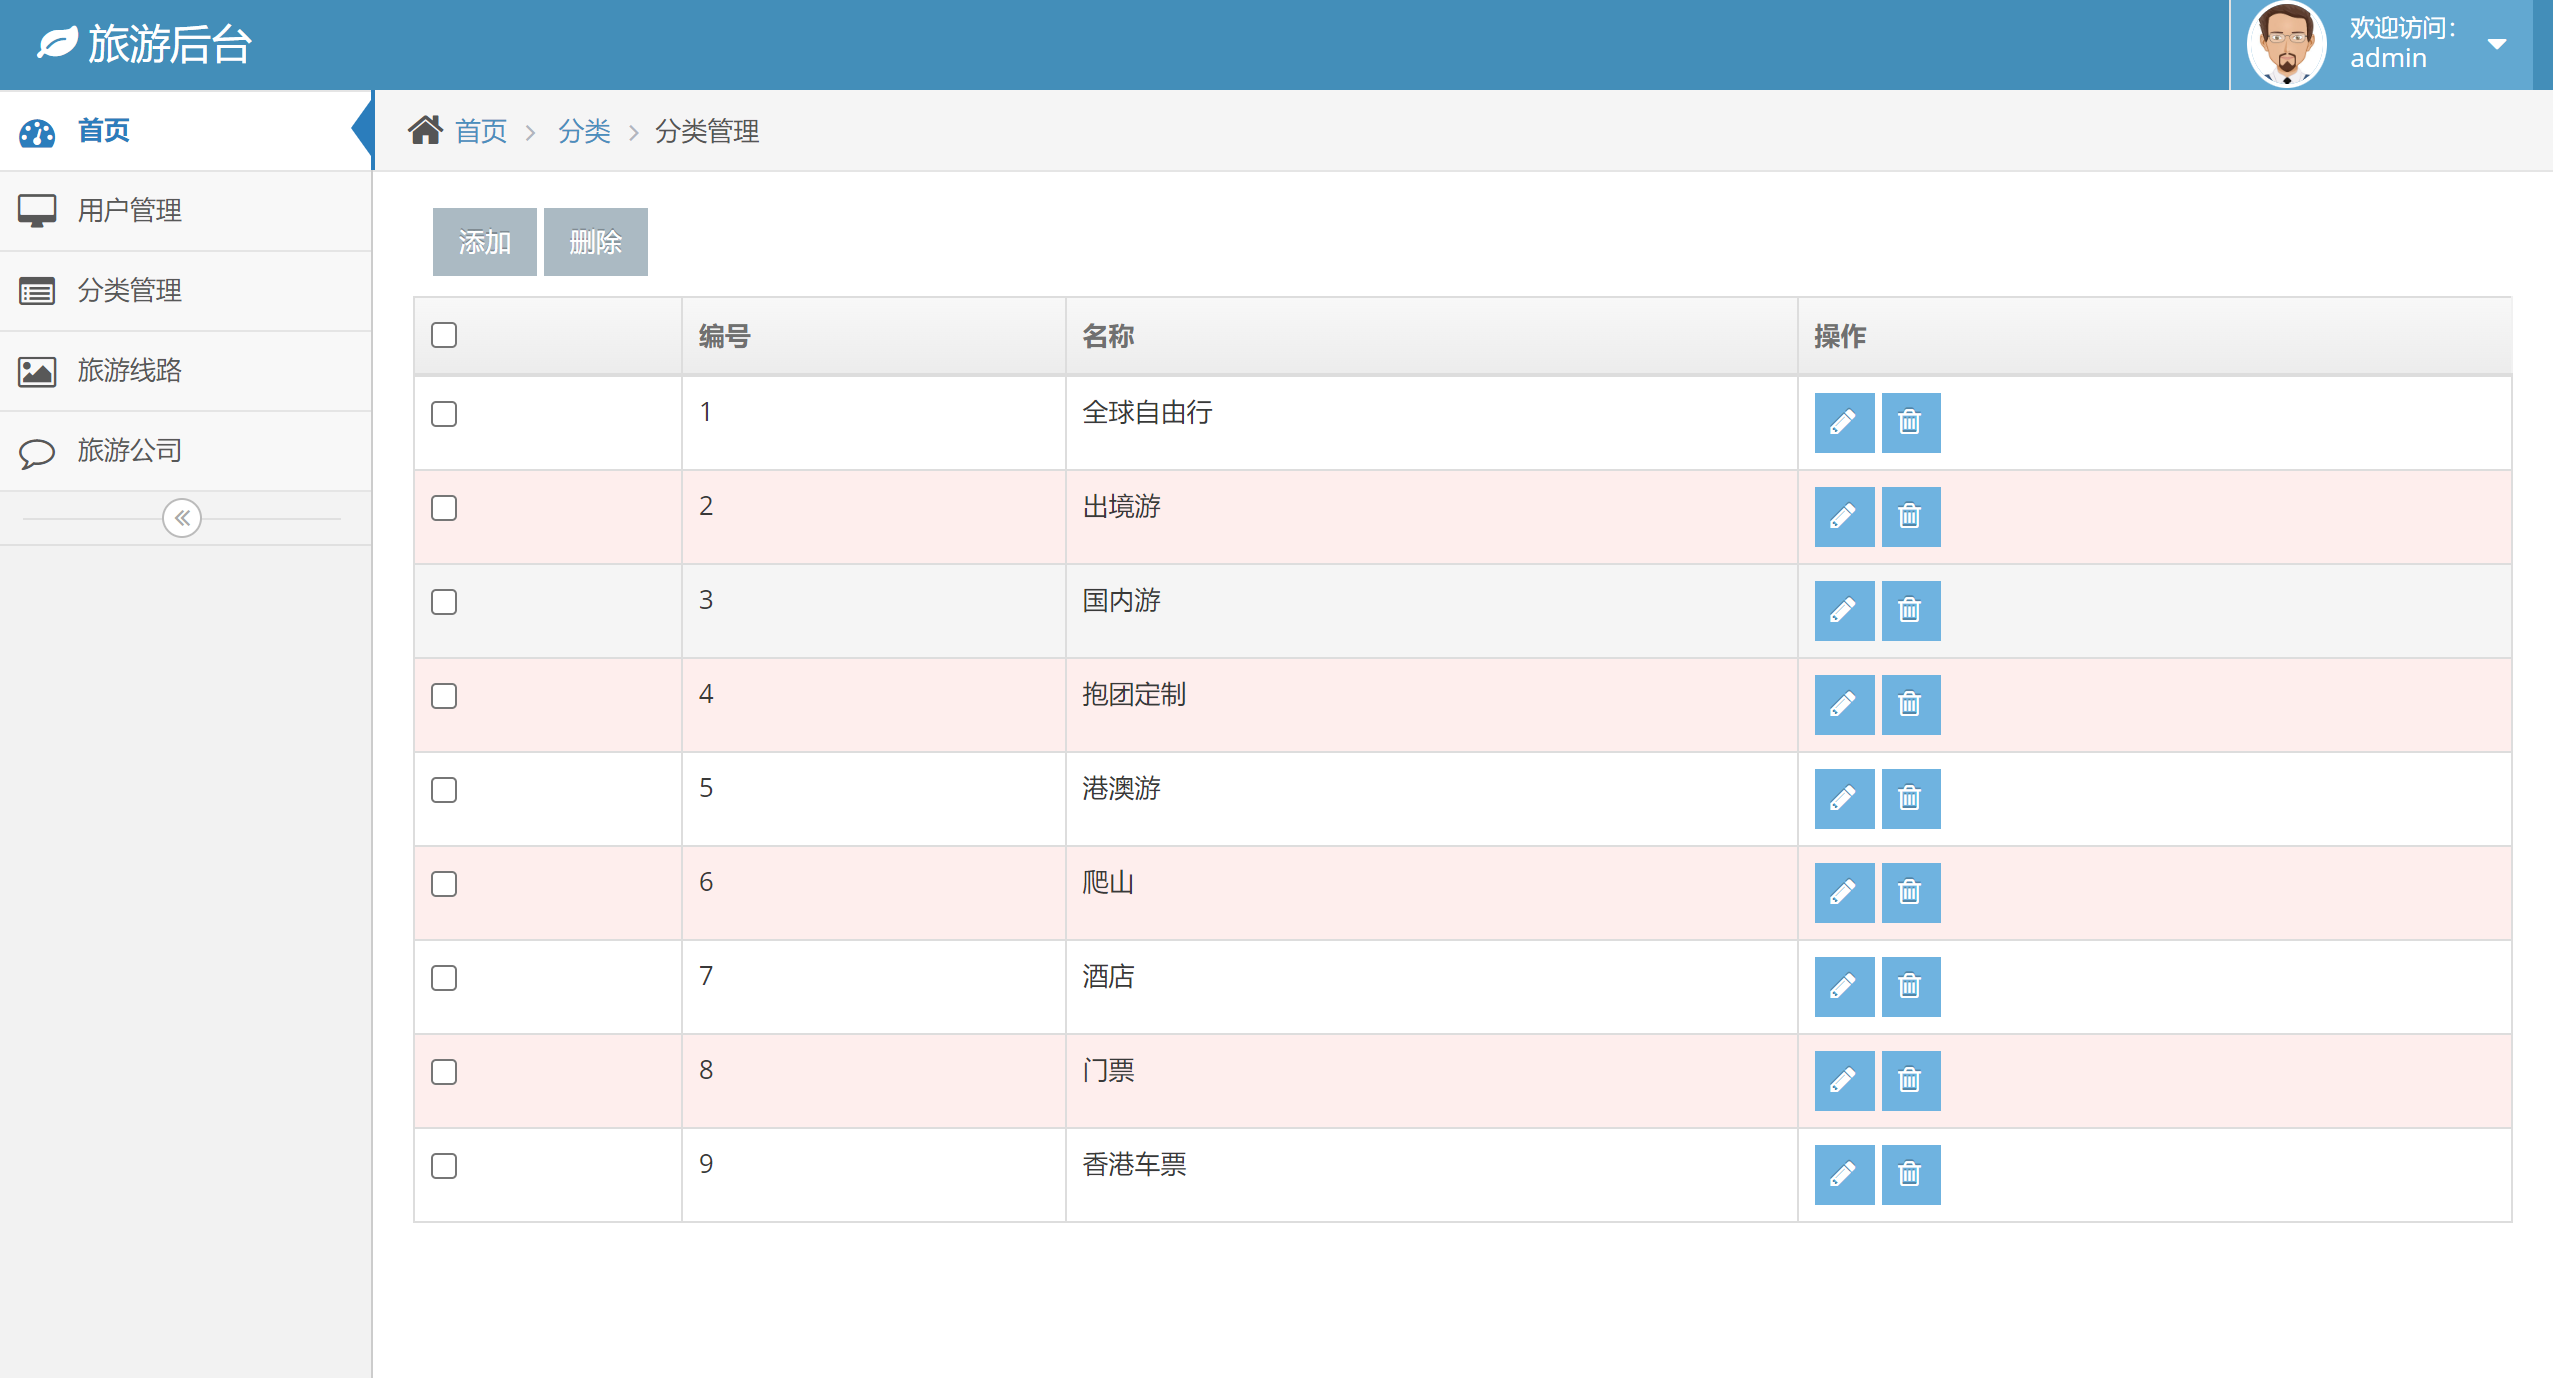 旅游后台
欢迎访问：
admin
首页
用户管理
分类管理
旅游线路
旅游公司
首页 分类 分类管理
添加 删除
编号 名称 操作
1 全球自由行
2 出境游
3 国内游
4 抱团定制
5 港澳游
6 爬山
7 酒店
8 门票
9 香港车票